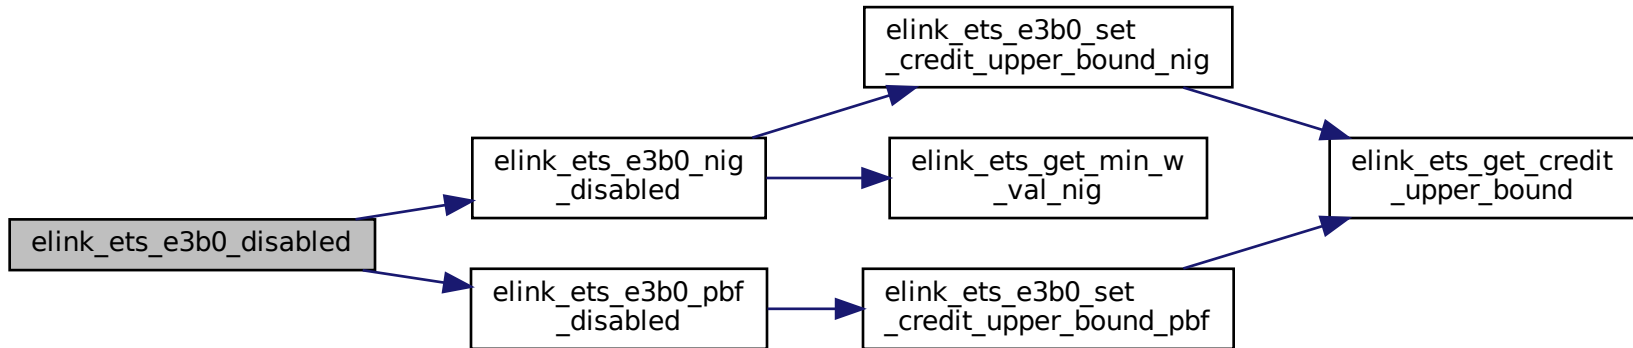 elink_ets_e3b0_disabled
elink_ets_e3b0_nig
_disabled
elink_ets_e3b0_pbf
_disabled
elink_ets_e3b0_set
_credit_upper_bound_nig
elink_ets_get_min_w
_val_nig
elink_ets_e3b0_set
_credit_upper_bound_pbf
elink_ets_get_credit
_upper_bound